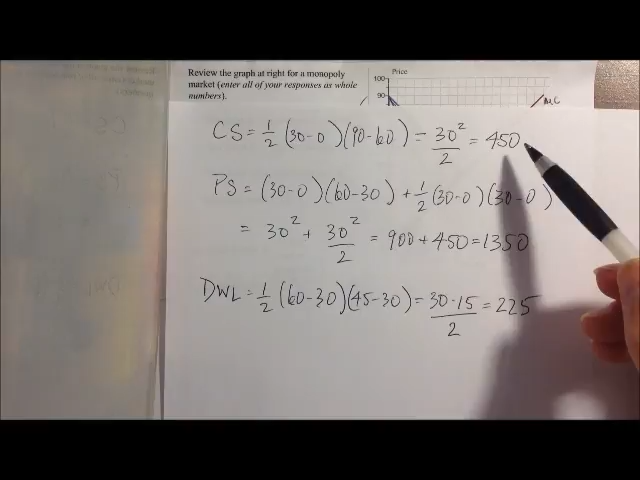 Review the graph at right for a monopoly
market (enter all of your responses as whole
numbers).
Price
100
90
MC
CS = 1/2 (30-0)(90-60) = 30²/2 = 450
PS = (30-0)(60-30) + 1/2 (30-0)(30-0)
= 30² + 30²/2 = 900 + 450 = 1350
DWL = 1/2 (60-30)(45-30) = 30·15/2 = 225